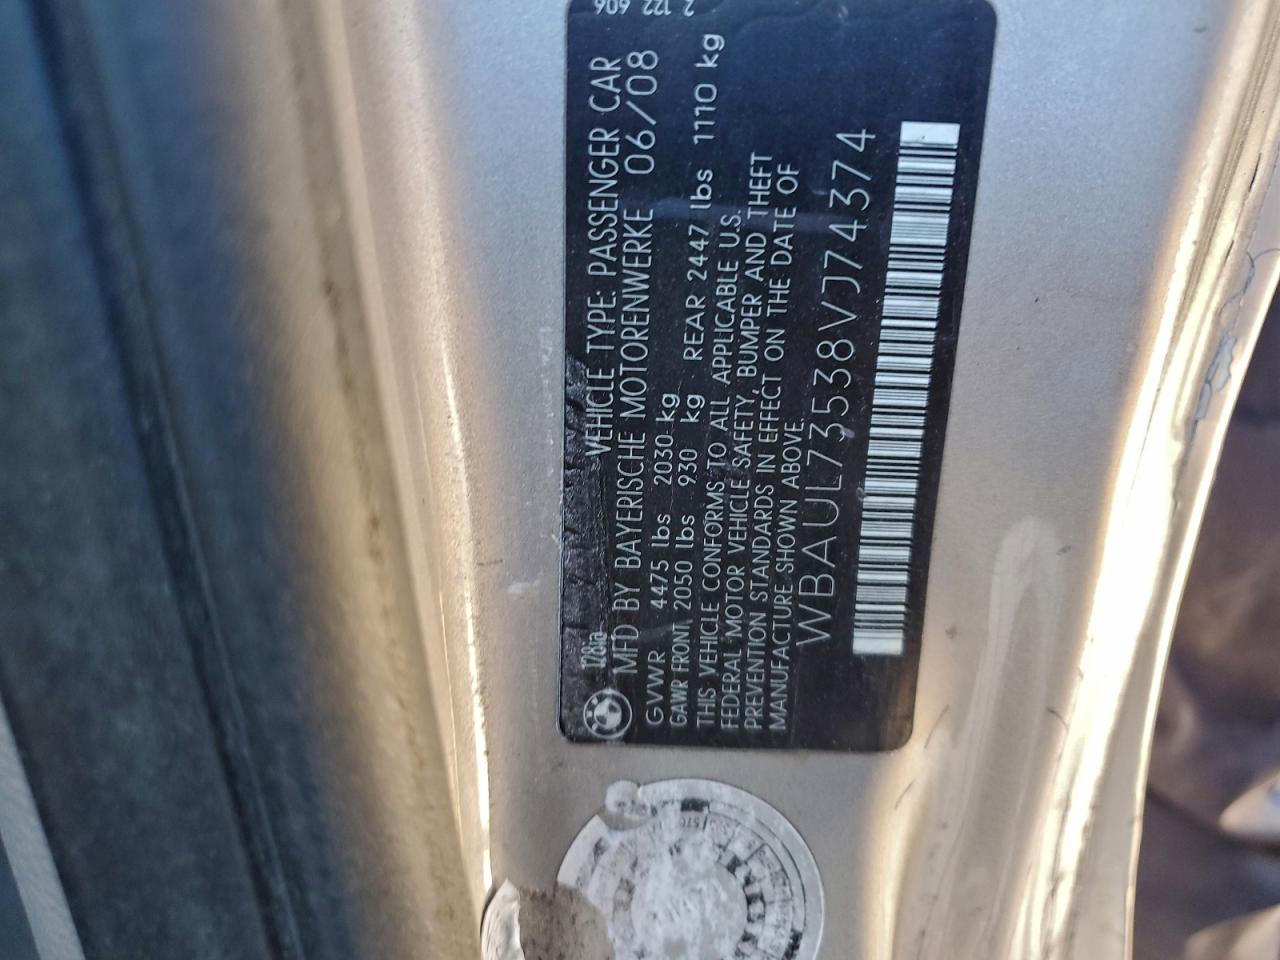 128ia VEHICLE TYPE: PASSENGER CAR
MFD BY BAYERISCHE MOTORENWERKE 06/08
GVWR 4475 lbs 2030 kg
GAWR FRONT 2050 lbs 930 kg REAR 2447 lbs 1110 kg
THIS VEHICLE CONFORMS TO ALL APPLICABLE U.S.
FEDERAL MOTOR VEHICLE SAFETY, BUMPER AND THEFT
PREVENTION STANDARDS IN EFFECT ON THE DATE OF
MANUFACTURE SHOWN ABOVE.
WBAUL73538VJ74374
2 122 606